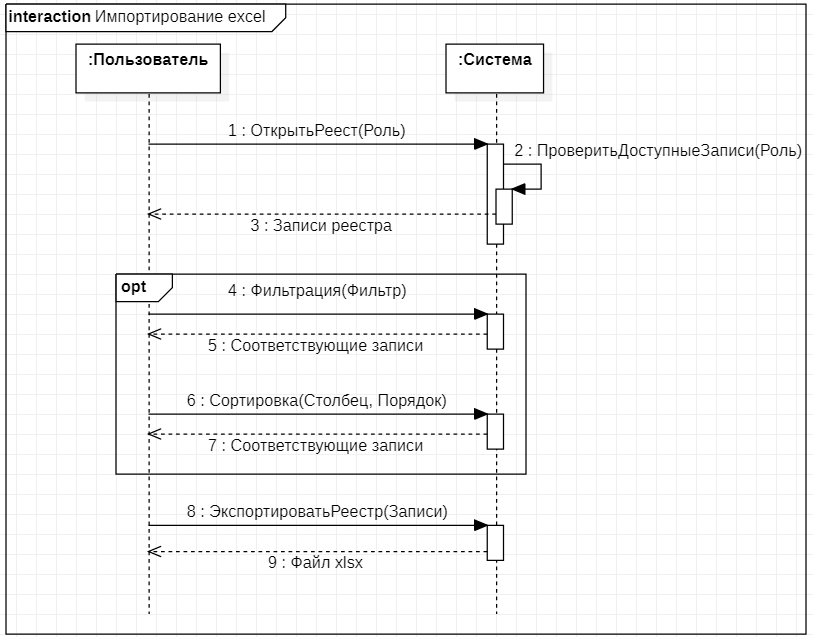 interaction Импортирование excel
:Пользователь
:Система
1 : ОткрытьРеест(Роль)
2 : ПроверитьДоступныеЗаписи(Роль)
3 : Записи реестра
opt
4 : Фильтрация(Фильтр)
5 : Соответствующие записи
6 : Сортировка(Столбец, Порядок)
7 : Соответствующие записи
8 : ЭкспортироватьРеестр(Записи)
9 : Файл xlsx